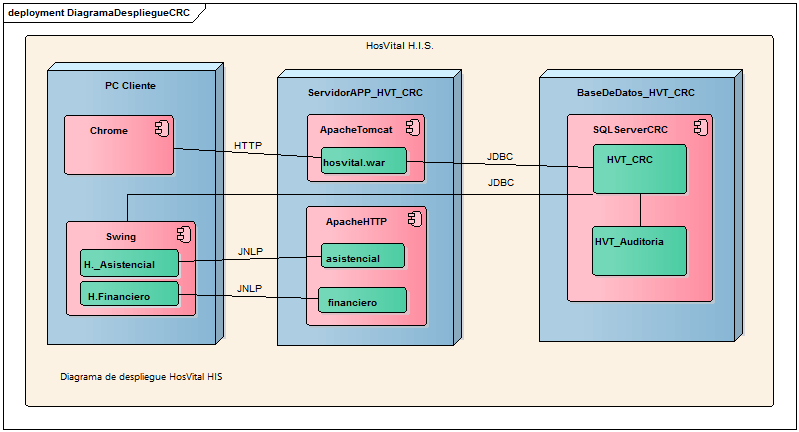 deployment DiagramaDespliegueCRC
HosVital H.I.S.
PC Cliente
ServidorAPP_HVT_CRC
BaseDeDatos_HVT_CRC
Chrome
ApacheTomcat
SQLServerCRC
HTTP
hosvital.war
JDBC
HVT_CRC
JDBC
Swing
ApacheHTTP
HVT_Auditoria
H._Asistencial
JNLP
asistencial
H.Financiero
JNLP
financiero
Diagrama de despliegue HosVital HIS